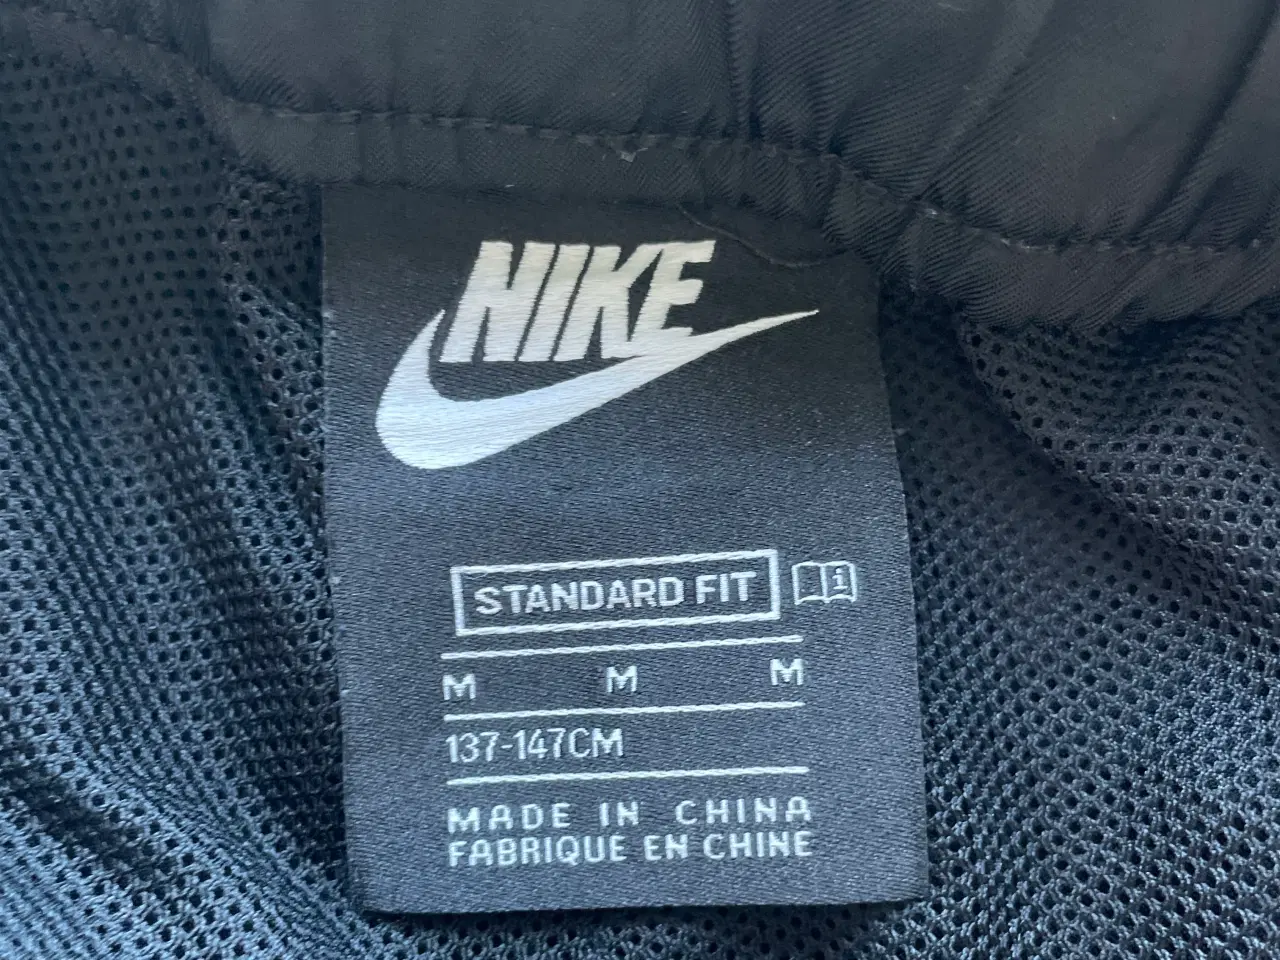 NIKE
STANDARD FIT
M M M
137-147CM
MADE IN CHINA
FABRIQUE EN CHINE